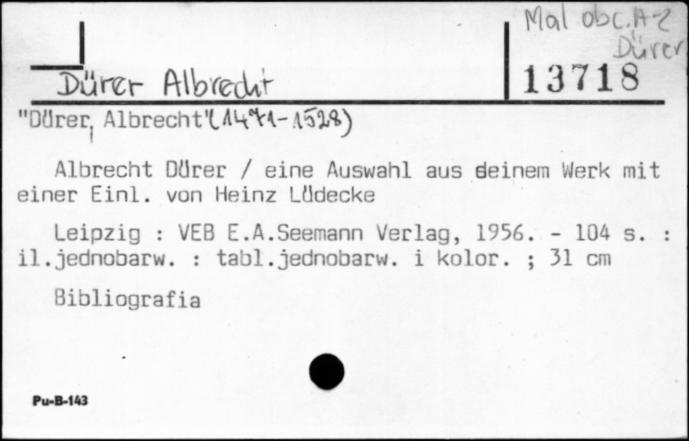 Mal obc. A-Z
Dürer
Dürer Albrecht
13718
"Dürer, Albrecht" (1471-1528)
Albrecht Dürer / eine Auswahl aus deinem Werk mit
einer Einl. von Heinz Lüdecke
Leipzig : VEB E.A.Seemann Verlag, 1956. - 104 s. :
il.jednobarw. : tabl.jednobarw. i kolor. ; 31 cm
Bibliografia
Pu-B-143